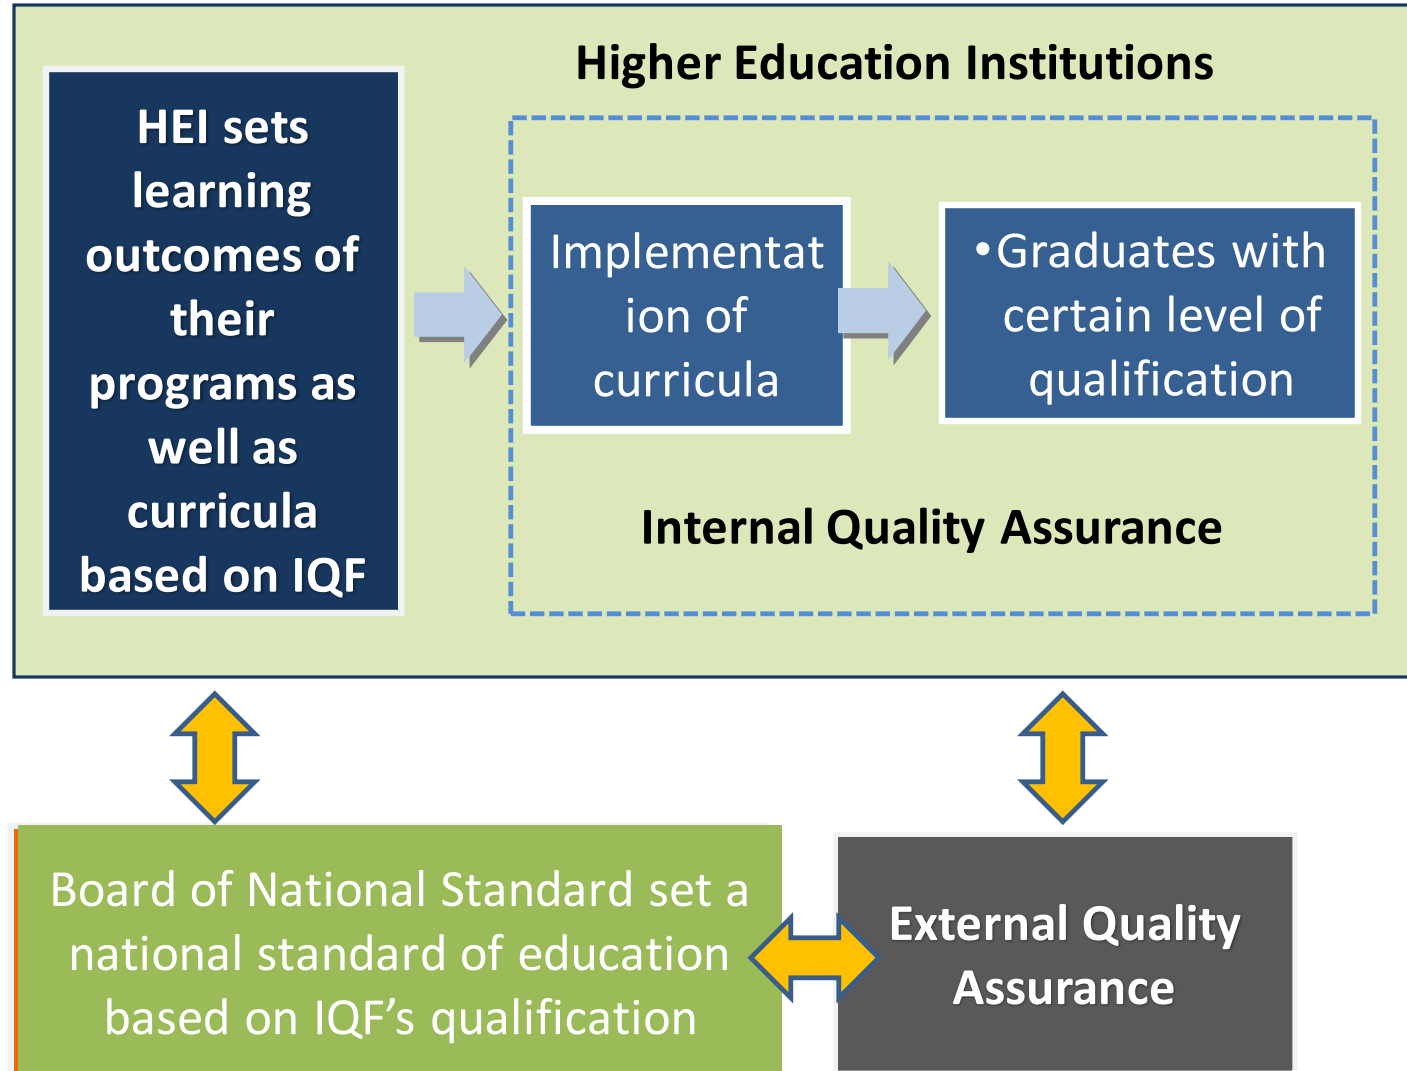 Higher Education Institutions
HEI sets
learning
outcomes of
their
programs as
well as
curricula
based on IQF
Implementat
ion of
curricula
•Graduates with
certain level of
qualification
Internal Quality Assurance
Board of National Standard set a
national standard of education
based on IQF’s qualification
External Quality
Assurance